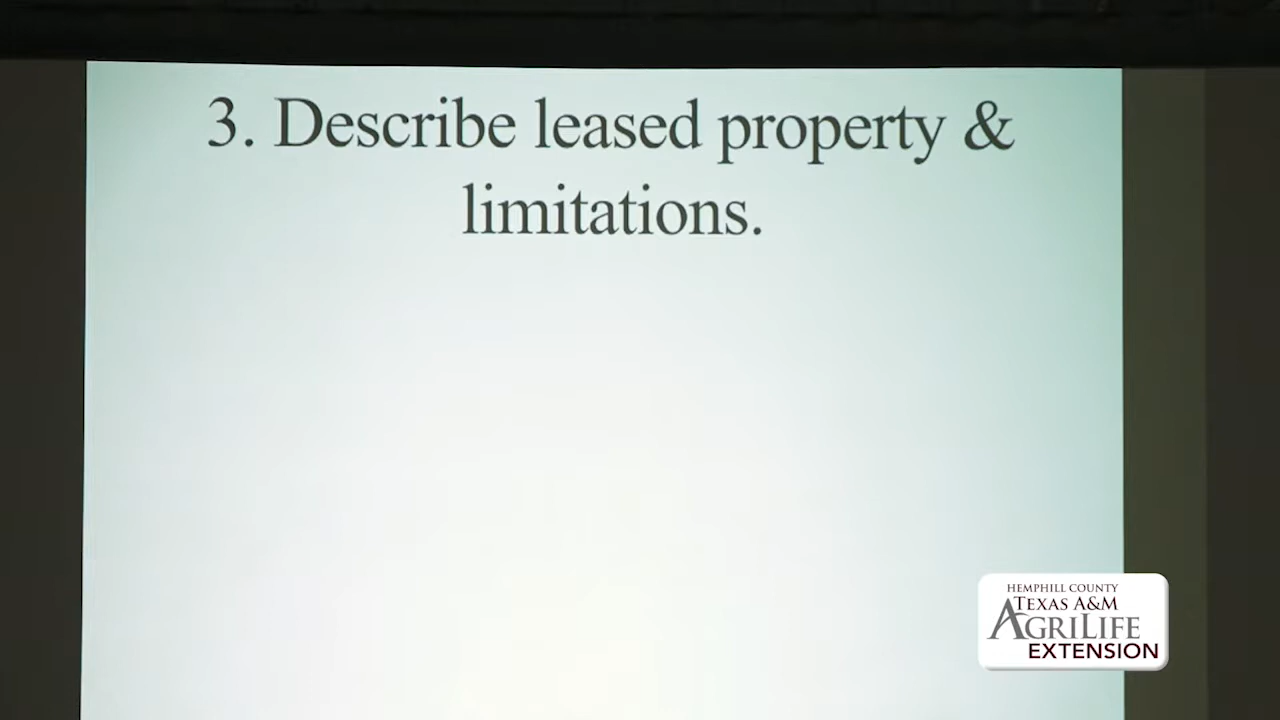 3. Describe leased property &
limitations.
HEMPHILL COUNTY
TEXAS A&M
AGRILIFE
EXTENSION